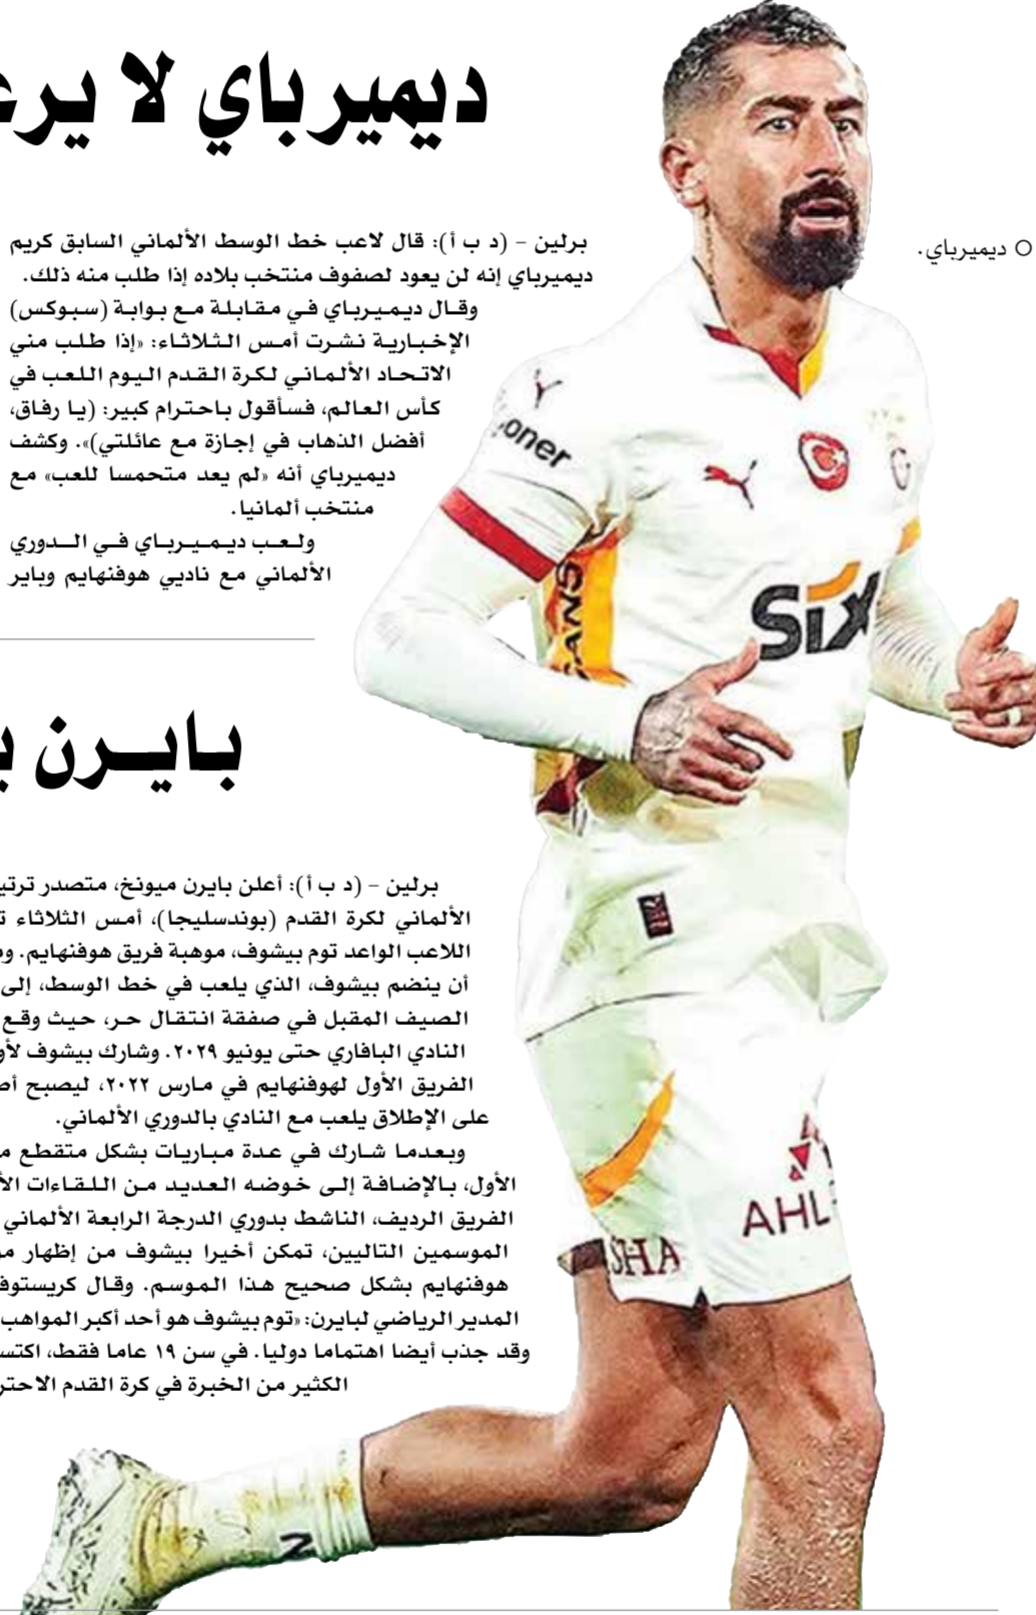 ديميرباي لا
برلين – (د ب أ): قال لاعب خط الوسط الألماني السابق كريم
ديميرباي إنه لن يعود لصفوف منتخب بلاده إذا طلب منه ذلك.
وقال ديميرباي في مقابلة مع بوابة (سبوكس)
الإخبارية نشرت أمس الثلاثاء: «إذا طلب مني
الاتحاد الألماني لكرة القدم اليوم اللعب في
كأس العالم، فسأقول باحترام كبير: (يا رفاق،
أفضل الذهاب في إجازة مع عائلتي)». وكشف
ديميرباي أنه «لم يعد متحمسا للعب» مع
منتخب ألمانيا.
ولعب ديميرباي في الدوري
الألماني مع ناديي هوفنهايم وباير
ديميرباي.
بايرن
برلين – (د ب أ): أعلن بايرن ميونخ، متصدر
الألماني لكرة القدم (بوندسليجا)، أمس الثلاثاء
اللاعب الواعد توم بيشوف، موهبة فريق هوفنهايم.
أن ينضم بيشوف، الذي يلعب في خط الوسط، إلى
الصيف المقبل في صفقة انتقال حر، حيث وقع
النادي البافاري حتى يونيو ٢٠٢٩. وشارك بيشوف
الفريق الأول لهوفنهايم في مارس ٢٠٢٢، ليصبح
على الإطلاق يلعب مع النادي بالدوري الألماني.
وبعدما شارك في عدة مباريات بشكل متقطع
الأول، بالإضافة إلى خوضه العديد من اللقاءات
الفريق الرديف، الناشط بدوري الدرجة الرابعة الألماني
الموسمين التاليين، تمكن أخيرا بيشوف من إظهار
هوفنهايم بشكل صحيح هذا الموسم. وقال كريستوف
المدير الرياضي لبايرن: «توم بيشوف هو أحد أكبر المواهب
وقد جذب أيضا اهتماما دوليا. في سن ١٩ عاما فقط،
الكثير من الخبرة في كرة القدم
oner
SIX
AHL
SHA